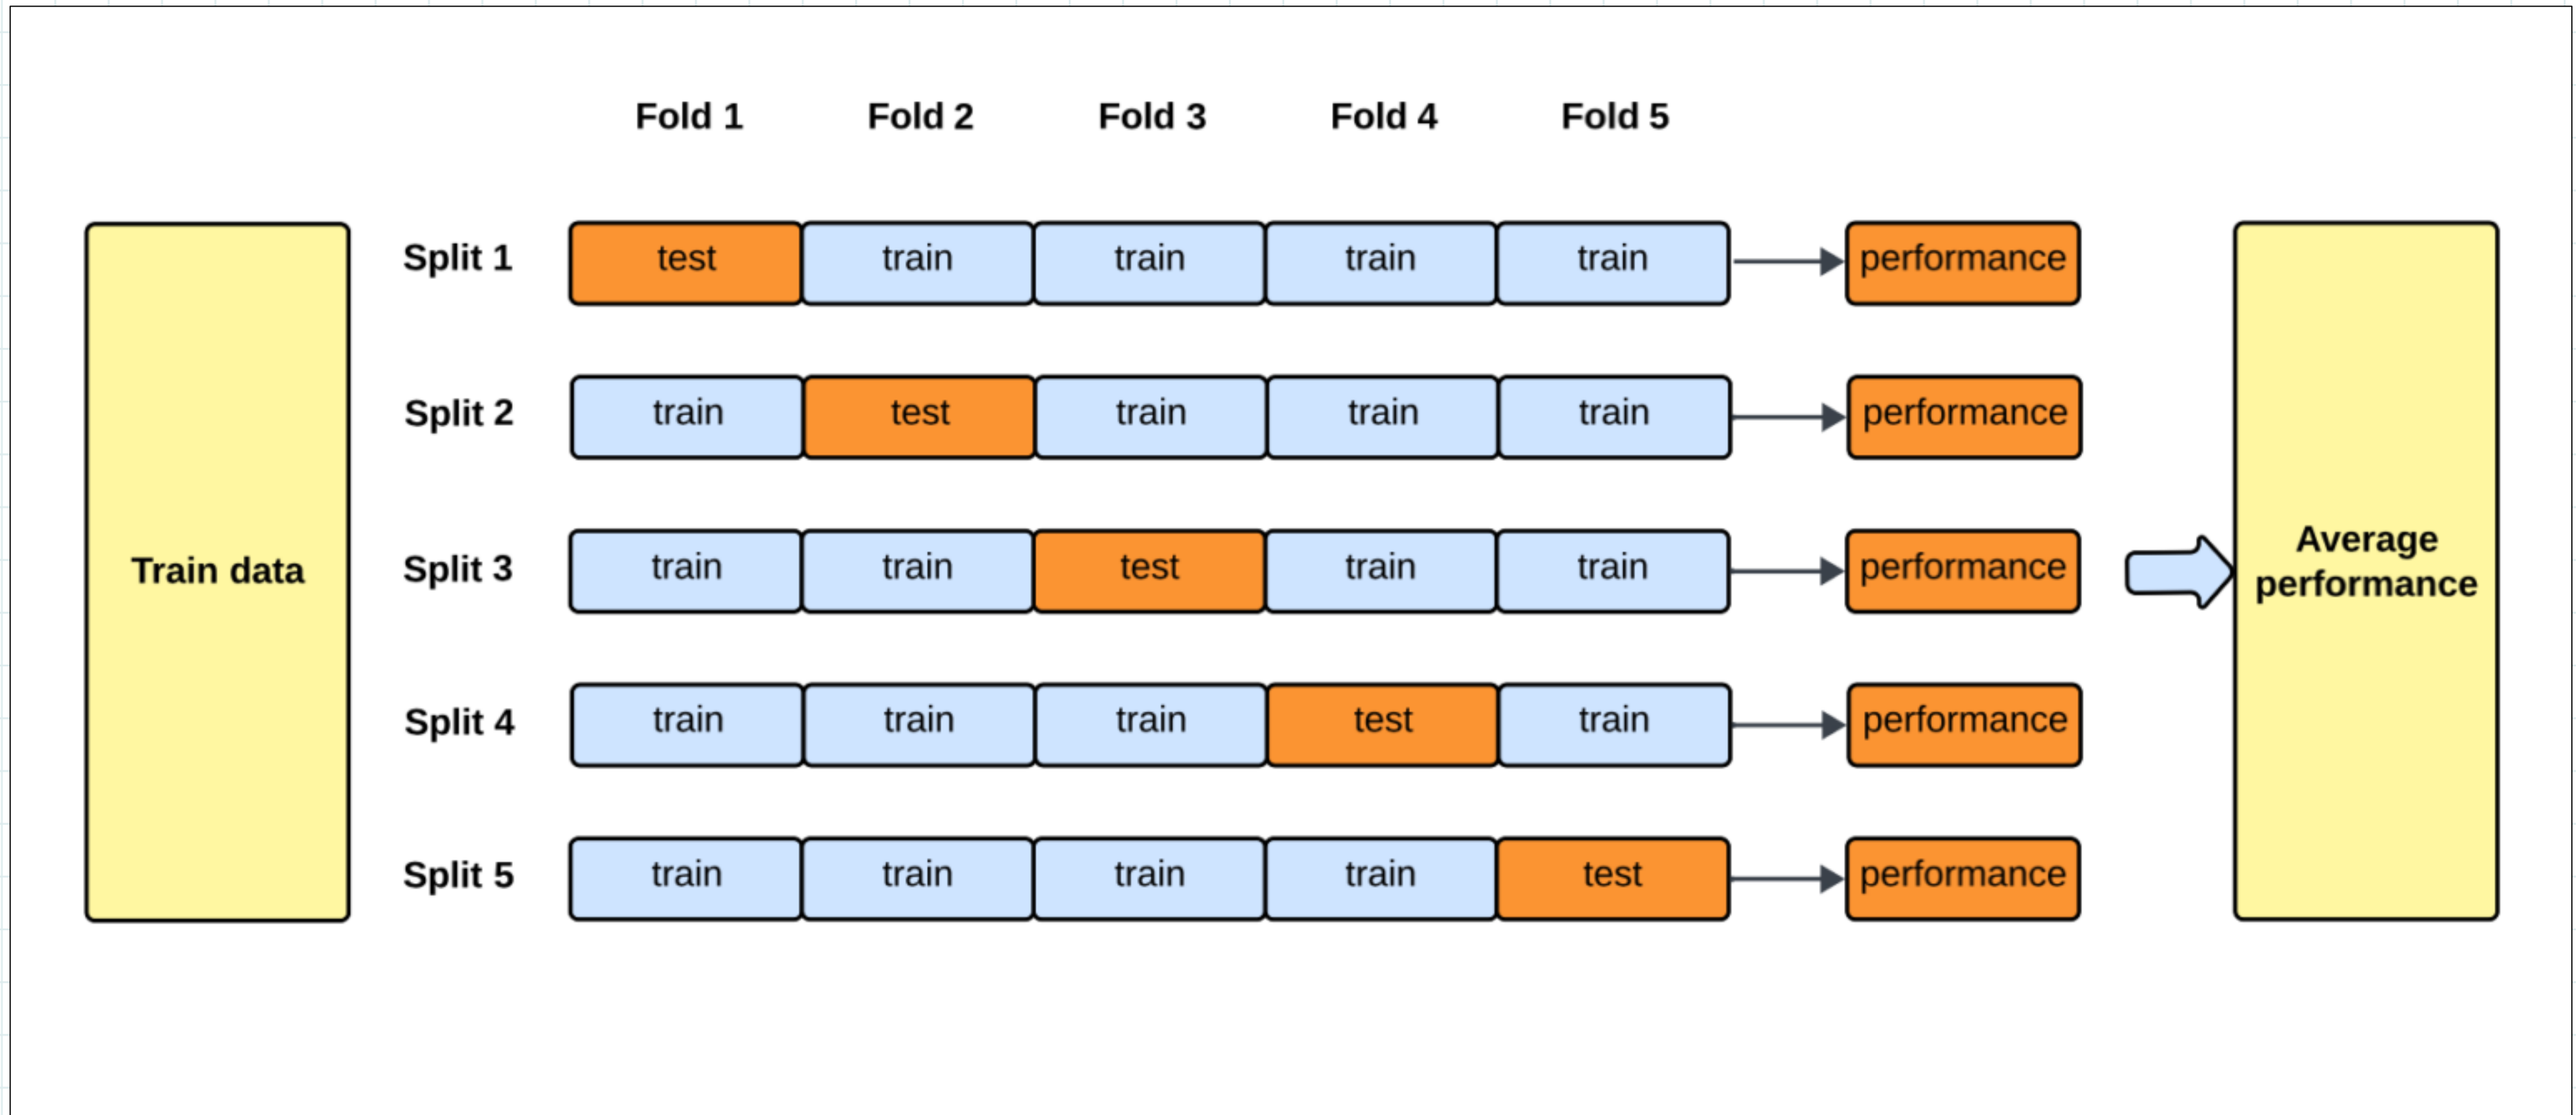 Fold 1 Fold 2 Fold 3 Fold 4 Fold 5
Split 1 test train train train train performance
Split 2 train test train train train performance
Train data
Split 3 train train test train train performance
Average
performance
Split 4 train train train test train performance
Split 5 train train train train test performance